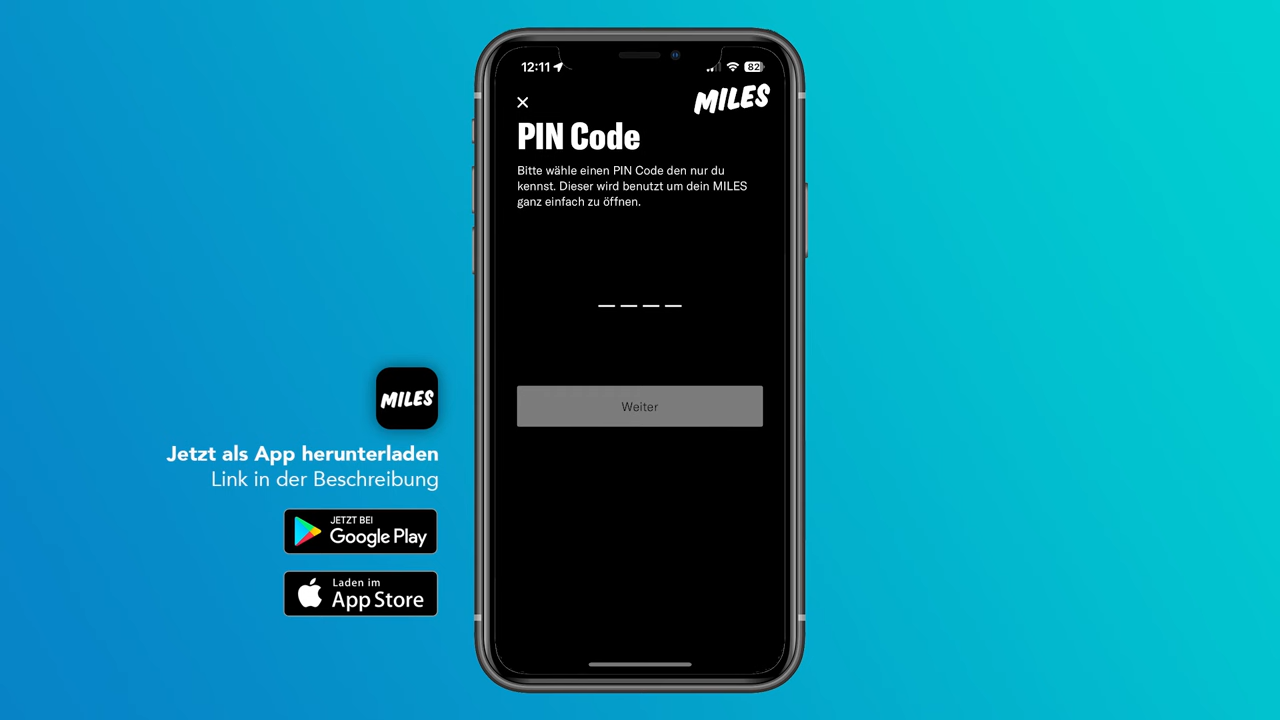 12:11
82
MILES
PIN Code
Bitte wähle einen PIN Code den nur du
kennst. Dieser wird benutzt um dein MILES
ganz einfach zu öffnen.
Weiter
MILES
Jetzt als App herunterladen
Link in der Beschreibung
JETZT BEI
Google Play
Laden im
App Store